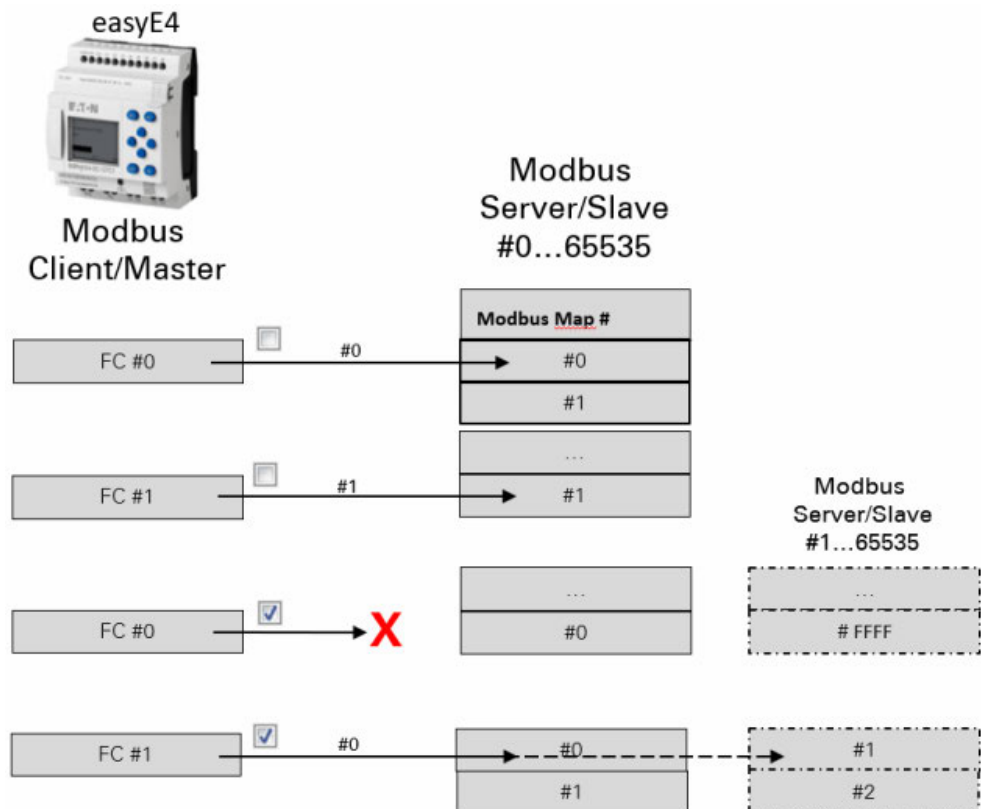 easyE4
E·T·N
Modbus
Client/Master
Modbus
Server/Slave
#0...65535
Modbus Map #
FC #0
#0
#0
#1
...
FC #1
#1
#1
Modbus
Server/Slave
#1...65535
...
...
FC #0
X
#0
# FFFF
FC #1
#0
#0
#1
#1
#2